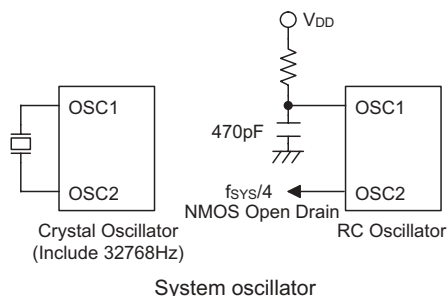 VDD
OSC1
OSC2
Crystal Oscillator
(Include 32768Hz)
OSC1
470pF
fSYS/4
NMOS Open Drain
OSC2
RC Oscillator
System oscillator